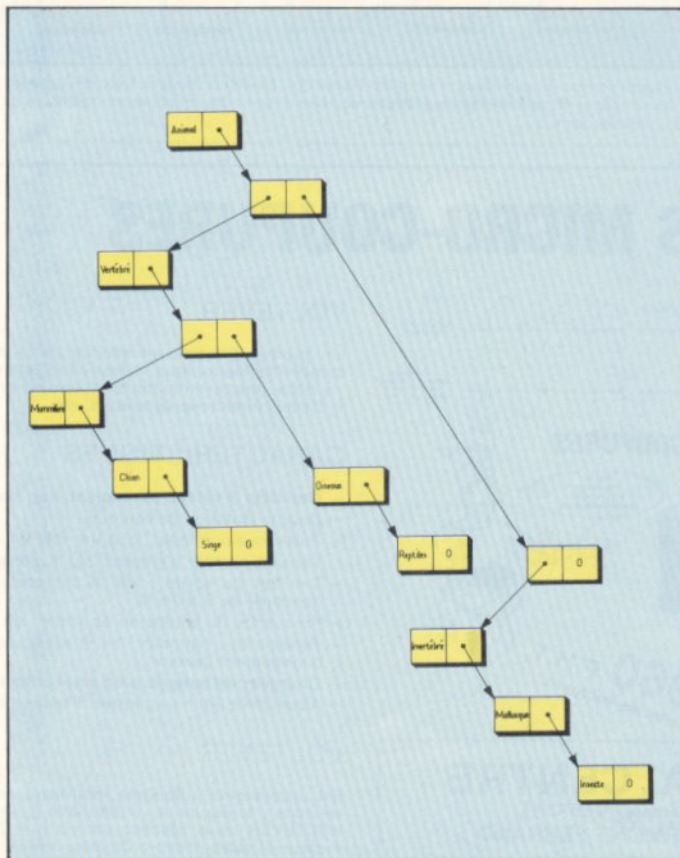 Animal
Vertébré
Mammifère
Chien
Oiseaux
Singe 0
Reptiles 0
0
Invertébré
Mollusque
Insecte 0